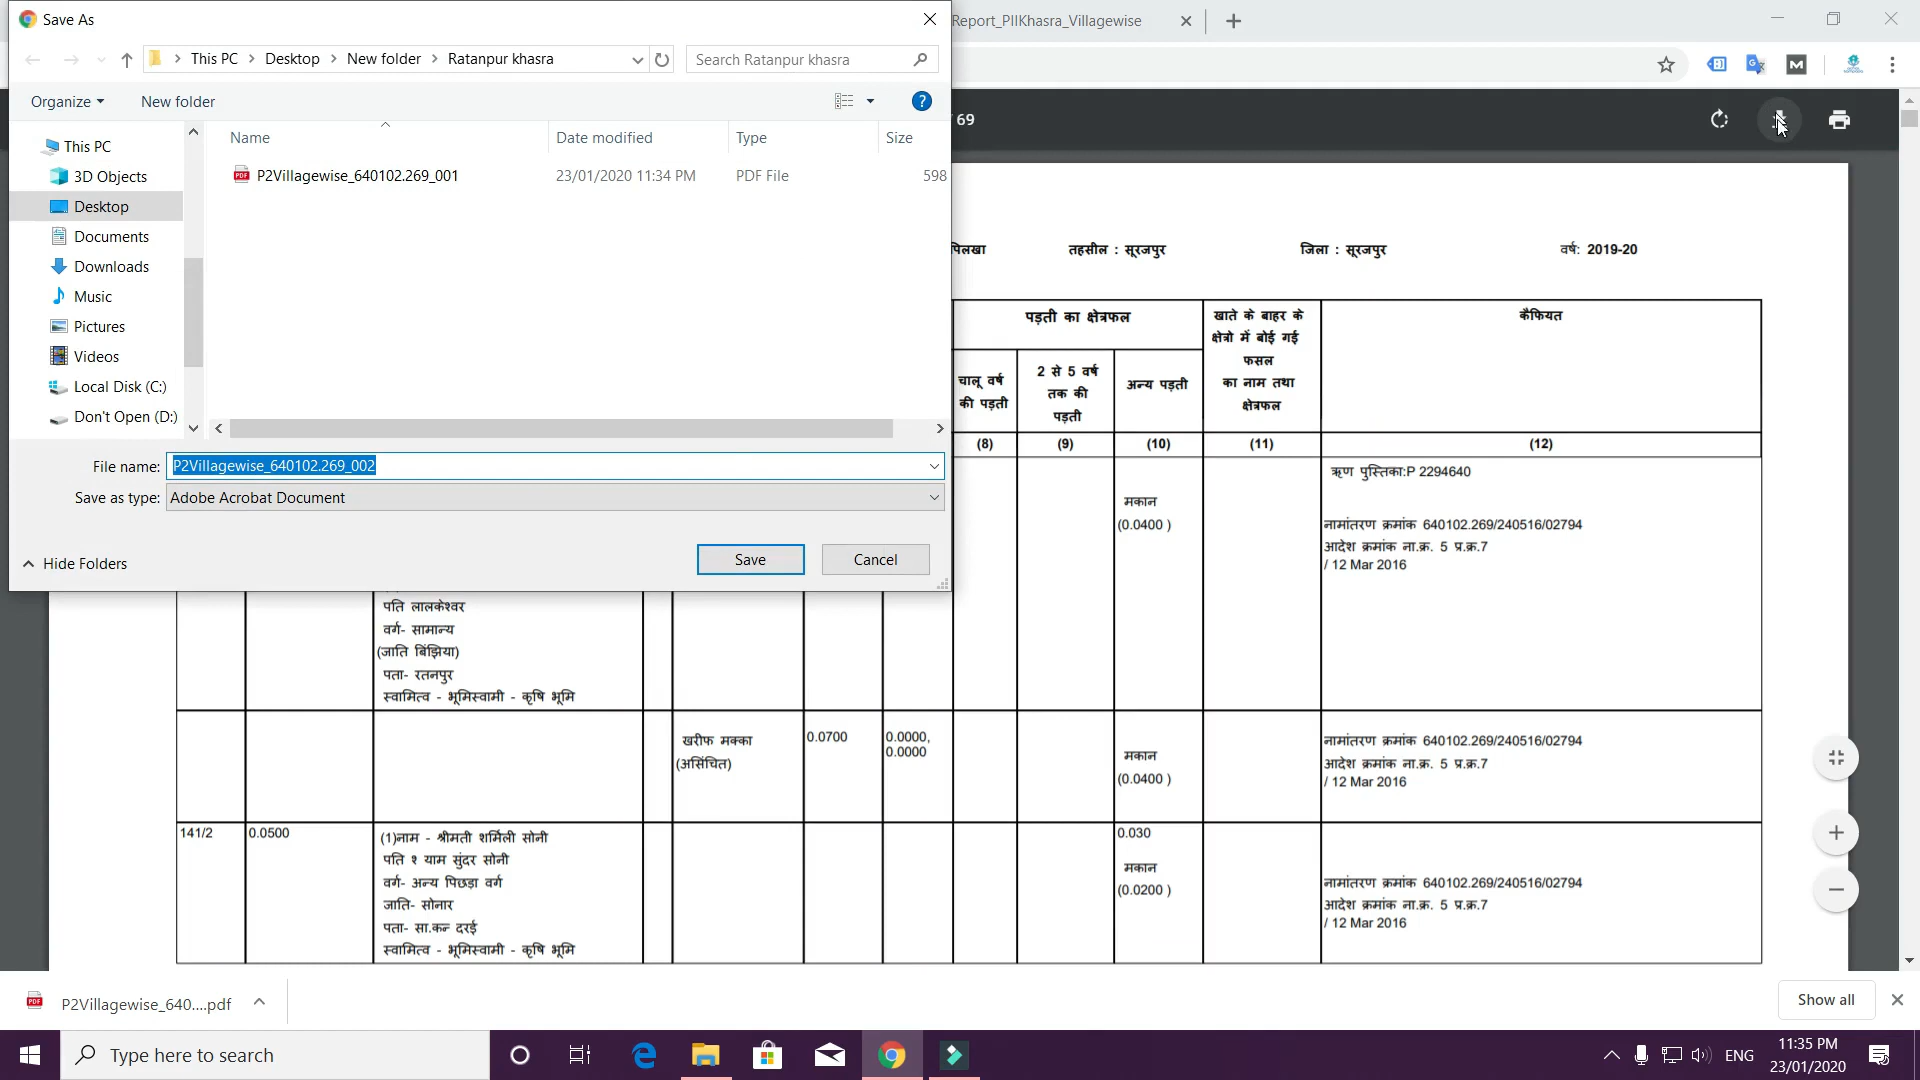 Save As
Report_PIIKhasra_Villagewise
This PC
Desktop
New folder
Ratanpur khasra
Search Ratanpur khasra
Organize
New folder
Name
Date modified
Type
Size
P2Villagewise_640102.269_001
23/01/2020 11:34 PM
PDF File
598
This PC
3D Objects
Desktop
Documents
Downloads
Music
Pictures
Videos
Local Disk (C:)
Don't Open (D:)
File name: P2Villagewise_640102.269_002
Save as type: Adobe Acrobat Document
Hide Folders
Save
Cancel
69
तहसील : सूरजपुर
जिला : सूरजपुर
वर्ष: 2019-20
पड़ती का क्षेत्रफल
खाते के बाहर के
क्षेत्रो में बोई गई
फसल
का नाम तथा
क्षेत्रफल
कैफियत
चालू वर्ष
की पड़ती
2 से 5 वर्ष
तक की
पड़ती
अन्य पड़ती
(8)
(9)
(10)
(11)
(12)
मकान
(0.0400 )
ऋण पुस्तिका:P 2294640
नामांतरण क्रमांक 640102.269/240516/02794
आदेश क्रमांक ना.क्र. 5 प्र.क्र.7
/ 12 Mar 2016
पति लालकेश्वर
वर्ग- सामान्य
(जाति बिंझिया)
पता- रतनपुर
स्वामित्व - भूमिस्वामी - कृषि भूमि
खरीफ मक्का
(असिंचित)
0.0700
0.0000,
0.0000
मकान
(0.0400 )
नामांतरण क्रमांक 640102.269/240516/02794
आदेश क्रमांक ना.क्र. 5 प्र.क्र.7
/ 12 Mar 2016
141/2
0.0500
(1)नाम - श्रीमती शर्मिली सोनी
पति श्‍ याम सुंदर सोनी
वर्ग- अन्य पिछड़ा वर्ग
जाति- सोनार
पता- सा.कन्‍ दरई
स्वामित्व - भूमिस्वामी - कृषि भूमि
0.030
मकान
(0.0200 )
नामांतरण क्रमांक 640102.269/240516/02794
आदेश क्रमांक ना.क्र. 5 प्र.क्र.7
/ 12 Mar 2016
P2Villagewise_640....pdf
Show all
Type here to search
ENG
11:35 PM
23/01/2020